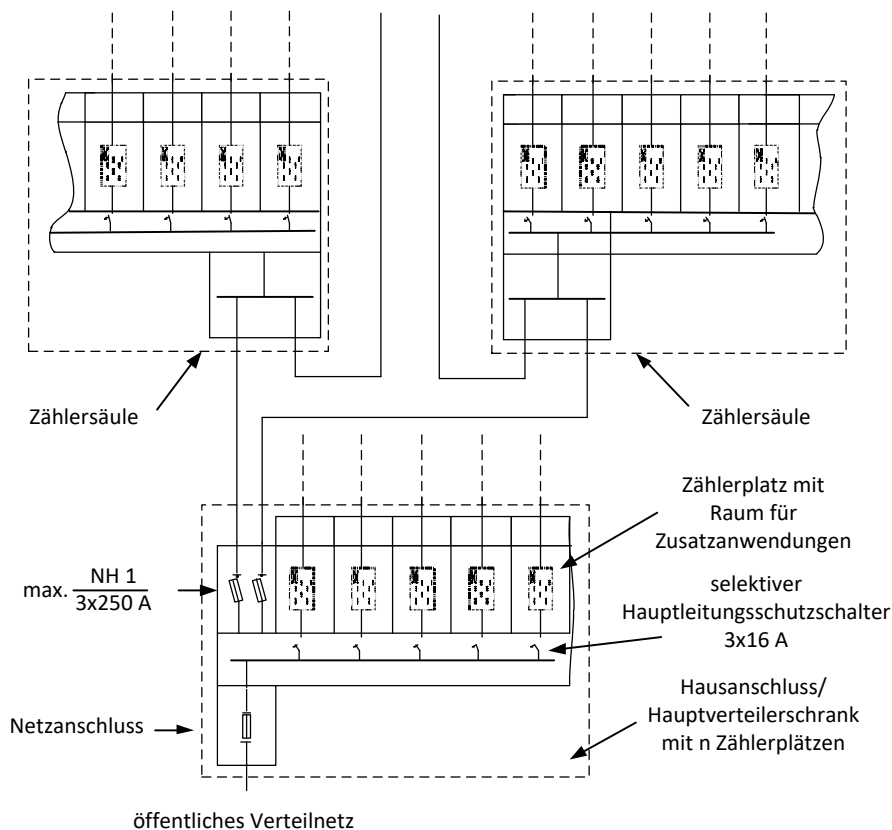 Zählersäule
Zählersäule
Zählerplatz mit
Raum für
Zusatzanwendungen
max. NH 1
3x250 A
selektiver
Hauptleitungsschutzschalter
3x16 A
Netzanschluss
Hausanschluss/
Hauptverteilerschrank
mit n Zählerplätzen
öffentliches Verteilnetz